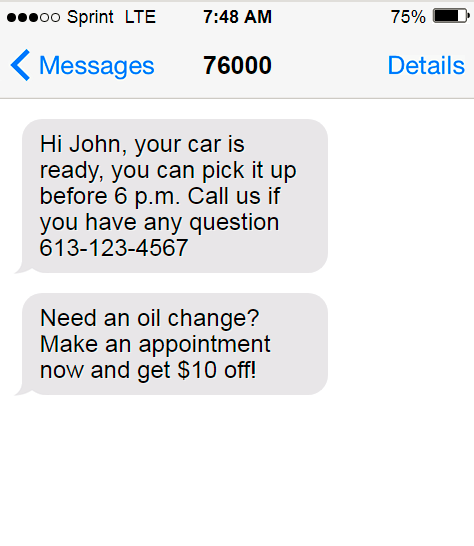 Sprint LTE 7:48 AM 75%
Messages 76000 Details
Hi John, your car is
ready, you can pick it up
before 6 p.m. Call us if
you have any question
613-123-4567
Need an oil change?
Make an appointment
now and get $10 off!